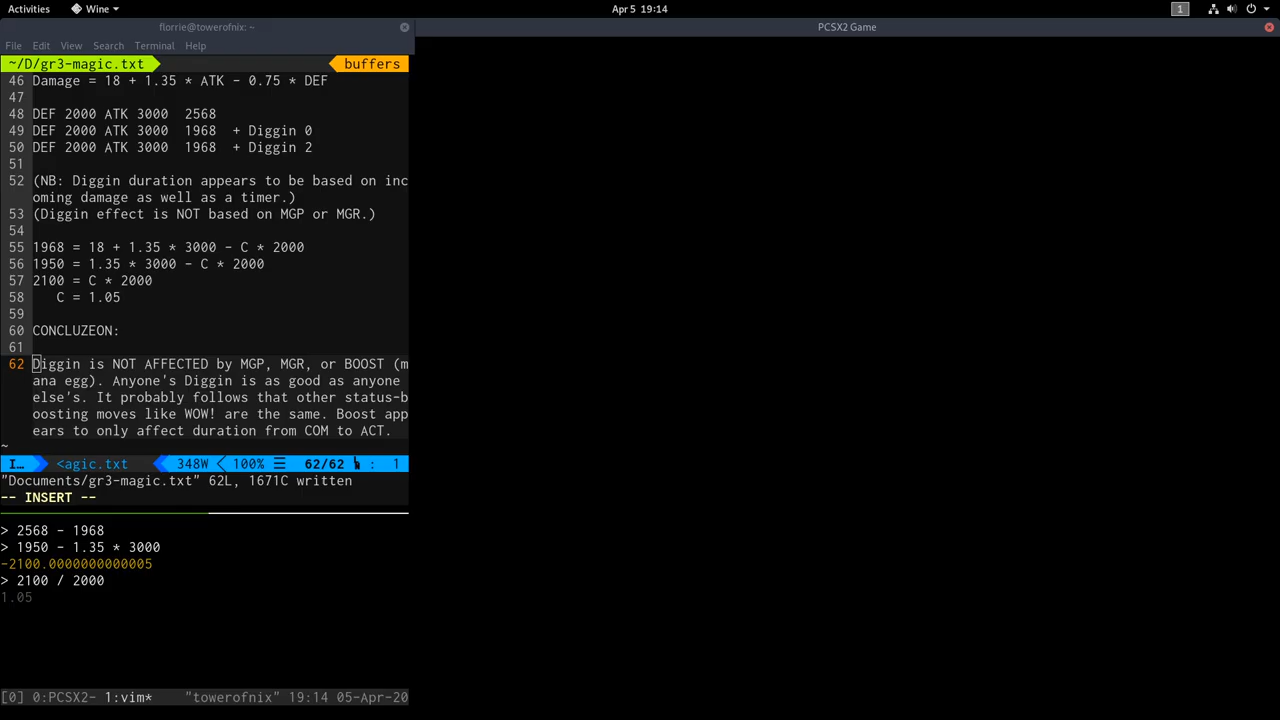 Activities Wine Apr 5 19:14 1
florrie@towerofnix: ~ PCSX2 Game
File Edit View Search Terminal Help
~/D/gr3-magic.txt buffers
46 Damage = 18 + 1.35 * ATK - 0.75 * DEF
47
48 DEF 2000 ATK 3000 2568
49 DEF 2000 ATK 3000 1968 + Diggin 0
50 DEF 2000 ATK 3000 1968 + Diggin 2
51
52 (NB: Diggin duration appears to be based on inc
oming damage as well as a timer.)
53 (Diggin effect is NOT based on MGP or MGR.)
54
55 1968 = 18 + 1.35 * 3000 - C * 2000
56 1950 = 1.35 * 3000 - C * 2000
57 2100 = C * 2000
58 C = 1.05
59
60 CONCLUZEON:
61
62 Diggin is NOT AFFECTED by MGP, MGR, or BOOST (m
ana egg). Anyone's Diggin is as good as anyone
else's. It probably follows that other status-b
oosting moves like WOW! are the same. Boost app
ears to only affect duration from COM to ACT.
~
I… <agic.txt 348W 100% ☰ 62/62 : 1
"Documents/gr3-magic.txt" 62L, 1671C written
-- INSERT --
> 2568 - 1968
> 1950 - 1.35 * 3000
-2100.0000000000005
> 2100 / 2000
1.05
[0] 0:PCSX2- 1:vim* "towerofnix" 19:14 05-Apr-20